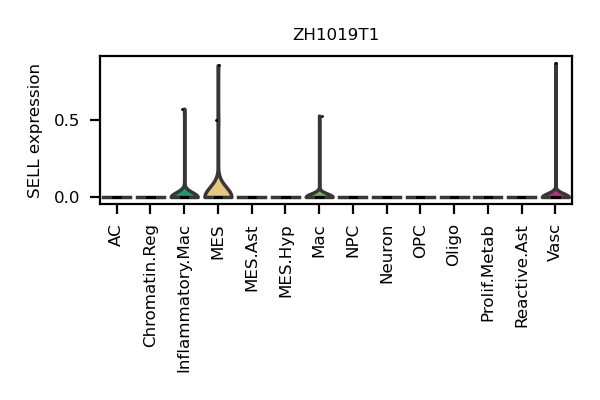 ZH1019T1
SELL expression
0.5
0.0
AC
Chromatin.Reg
Inflammatory.Mac
MES
MES.Ast
MES.Hyp
Mac
NPC
Neuron
OPC
Oligo
Prolif.Metab
Reactive.Ast
Vasc